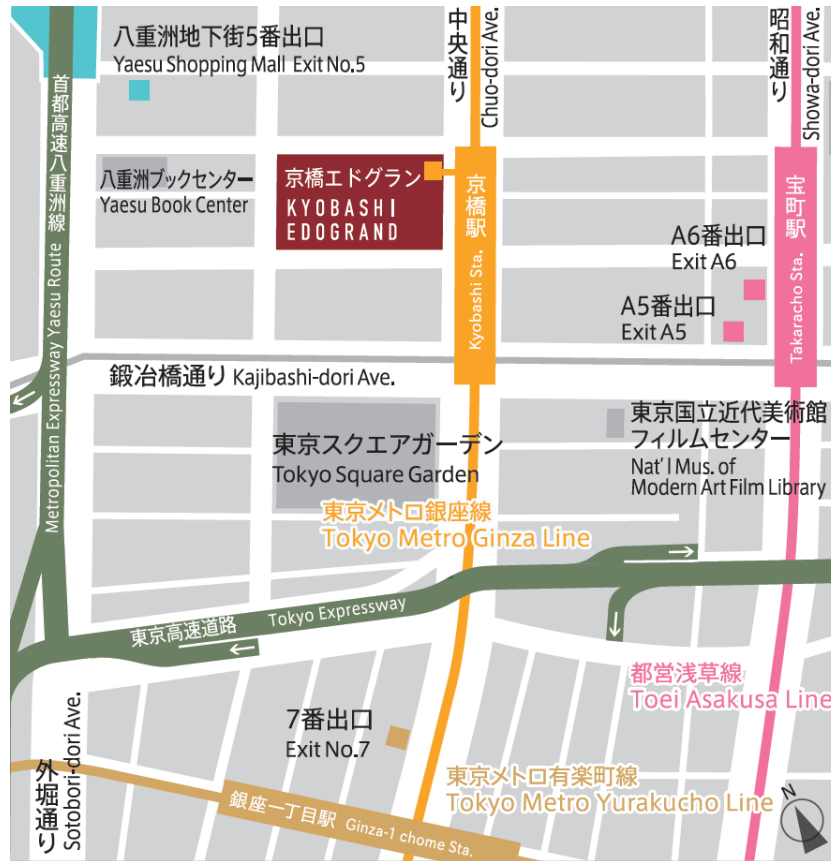 八重洲地下街5番出口
Yaesu Shopping Mall Exit No.5
中央通り
Chuo-dori Ave.
昭和通り
Showa-dori Ave.
首都高速八重洲線
Metropolitan Expressway Yaesu Route
八重洲ブックセンター
Yaesu Book Center
京橋エドグラン
KYOBASHI
EDOGRAND
京橋駅
Kyobashi Sta.
宝町駅
Takaracho Sta.
A6番出口
Exit A6
A5番出口
Exit A5
鍛冶橋通り Kajibashi-dori Ave.
東京スクエアガーデン
Tokyo Square Garden
東京国立近代美術館
フィルムセンター
Nat'l Mus. of
Modern Art Film Library
東京メトロ銀座線
Tokyo Metro Ginza Line
東京高速道路 Tokyo Expressway
都営浅草線
Toei Asakusa Line
7番出口
Exit No.7
外堀通り
Sotobori-dori Ave.
東京メトロ有楽町線
Tokyo Metro Yurakucho Line
銀座一丁目駅 Ginza-1 chome Sta.
N